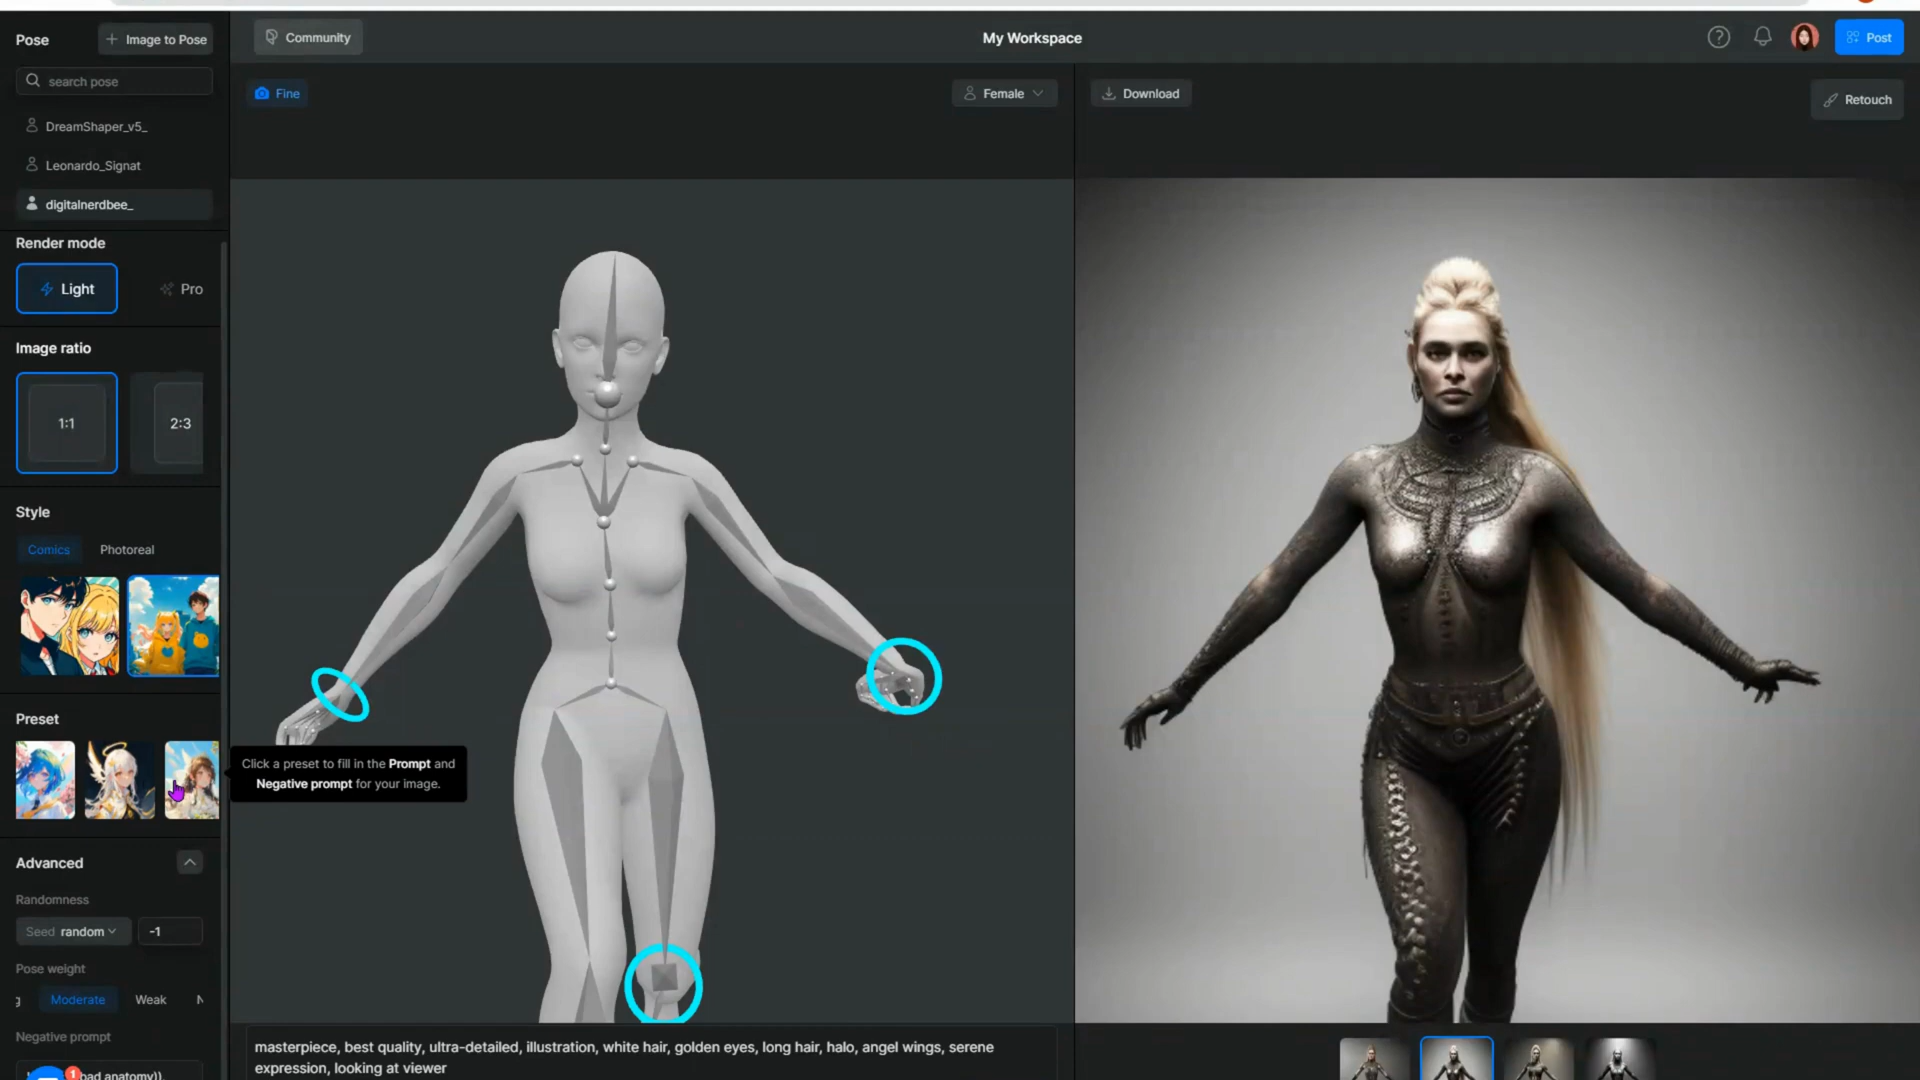 Pose
+ Image to Pose
Community
My Workspace
Post
search pose
Fine
Female
Download
Retouch
DreamShaper_v5_
Leonardo_Signat
digitalnerdbee_
Render mode
Light
Pro
Image ratio
1:1
2:3
Style
Comics
Photoreal
Preset
Click a preset to fill in the Prompt and
Negative prompt for your image.
Advanced
Randomness
Seed random
-1
Pose weight
g
Moderate
Weak
N
Negative prompt
masterpiece, best quality, ultra-detailed, illustration, white hair, golden eyes, long hair, halo, angel wings, serene
expression, looking at viewer
1
bad anatomy)),